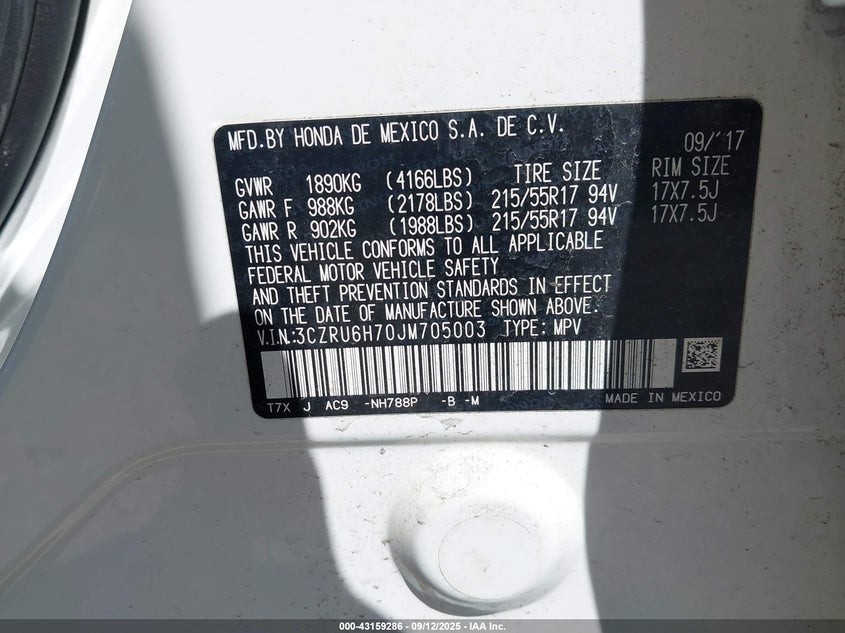 MFD.BY HONDA DE MEXICO S.A. DE C.V. 09/'17
GVWR 1890KG (4166LBS) TIRE SIZE RIM SIZE
GAWR F 988KG (2178LBS) 215/55R17 94V 17X7.5J
GAWR R 902KG (1988LBS) 215/55R17 94V 17X7.5J
THIS VEHICLE CONFORMS TO ALL APPLICABLE
FEDERAL MOTOR VEHICLE SAFETY
AND THEFT PREVENTION STANDARDS IN EFFECT
ON THE DATE OF MANUFACTURE SHOWN ABOVE.
V.I.N.:3CZRU6H70JM705003 TYPE: MPV
T7X J AC9 -NH788P -B -M MADE IN MEXICO
000-43159286 - 09/12/2025 - IAA Inc.